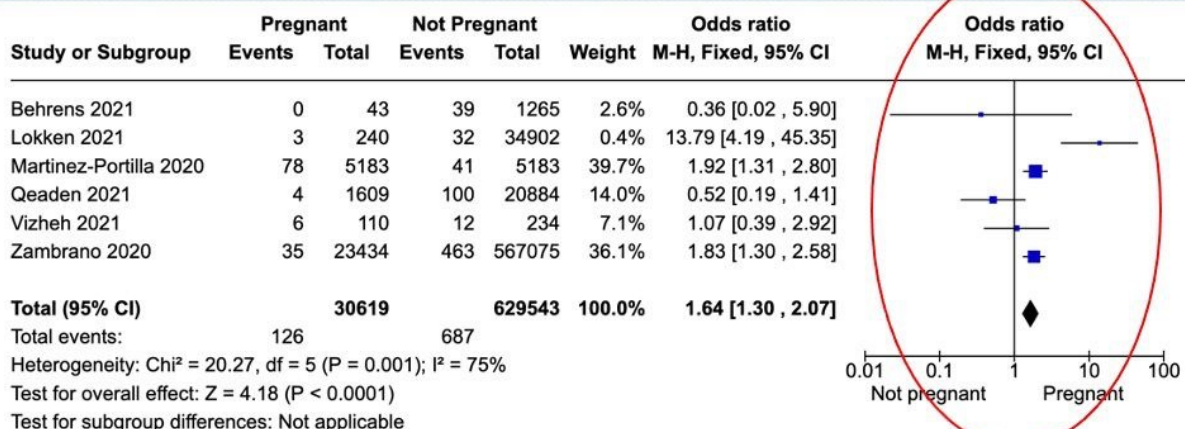 Pregnant Not Pregnant Odds ratio Odds ratio
Study or Subgroup Events Total Events Total Weight M-H, Fixed, 95% CI M-H, Fixed, 95% CI
Behrens 2021 0 43 39 1265 2.6% 0.36 [0.02 , 5.90]
Lokken 2021 3 240 32 34902 0.4% 13.79 [4.19 , 45.35]
Martinez-Portilla 2020 78 5183 41 5183 39.7% 1.92 [1.31 , 2.80]
Qeaden 2021 4 1609 100 20884 14.0% 0.52 [0.19 , 1.41]
Vizheh 2021 6 110 12 234 7.1% 1.07 [0.39 , 2.92]
Zambrano 2020 35 23434 463 567075 36.1% 1.83 [1.30 , 2.58]
Total (95% CI) 30619 629543 100.0% 1.64 [1.30 , 2.07]
Total events: 126 687
Heterogeneity: Chi² = 20.27, df = 5 (P = 0.001); I² = 75%
0.01 0.1 1 10 100
Test for overall effect: Z = 4.18 (P < 0.0001) Not pregnant Pregnant
Test for subgroup differences: Not applicable